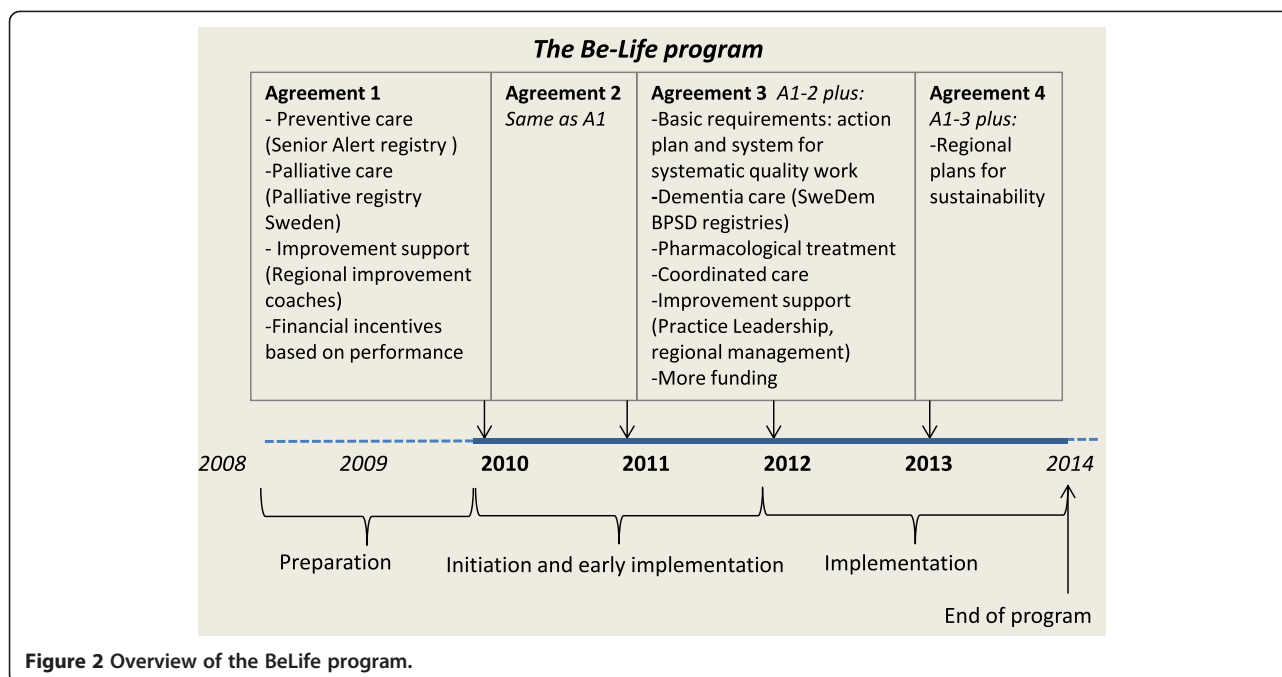 The Be-Life program
Agreement 1
- Preventive care
(Senior Alert registry )
-Palliative care
(Palliative registry
Sweden)
- Improvement support
(Regional improvement
coaches)
-Financial incentives
based on performance
Agreement 2
Same as A1
Agreement 3 A1-2 plus:
-Basic requirements: action
plan and system for
systematic quality work
-Dementia care (SweDem
BPSD registries)
-Pharmacological treatment
-Coordinated care
-Improvement support
(Practice Leadership,
regional management)
-More funding
Agreement 4
A1-3 plus:
-Regional
plans for
sustainability
2008 2009 2010 2011 2012 2013 2014
Preparation Initiation and early implementation Implementation
End of program
Figure 2 Overview of the BeLife program.